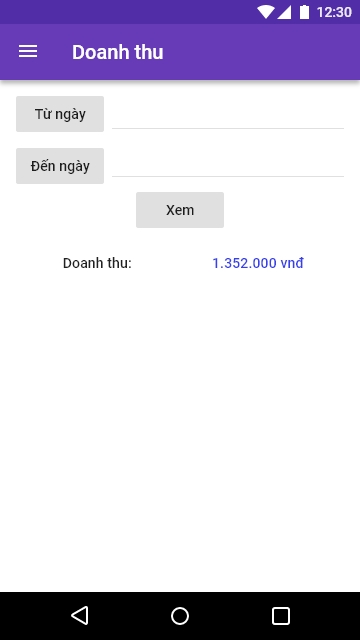 12:30
Doanh thu
Từ ngày
Đến ngày
Xem
Doanh thu: 1.352.000 vnđ